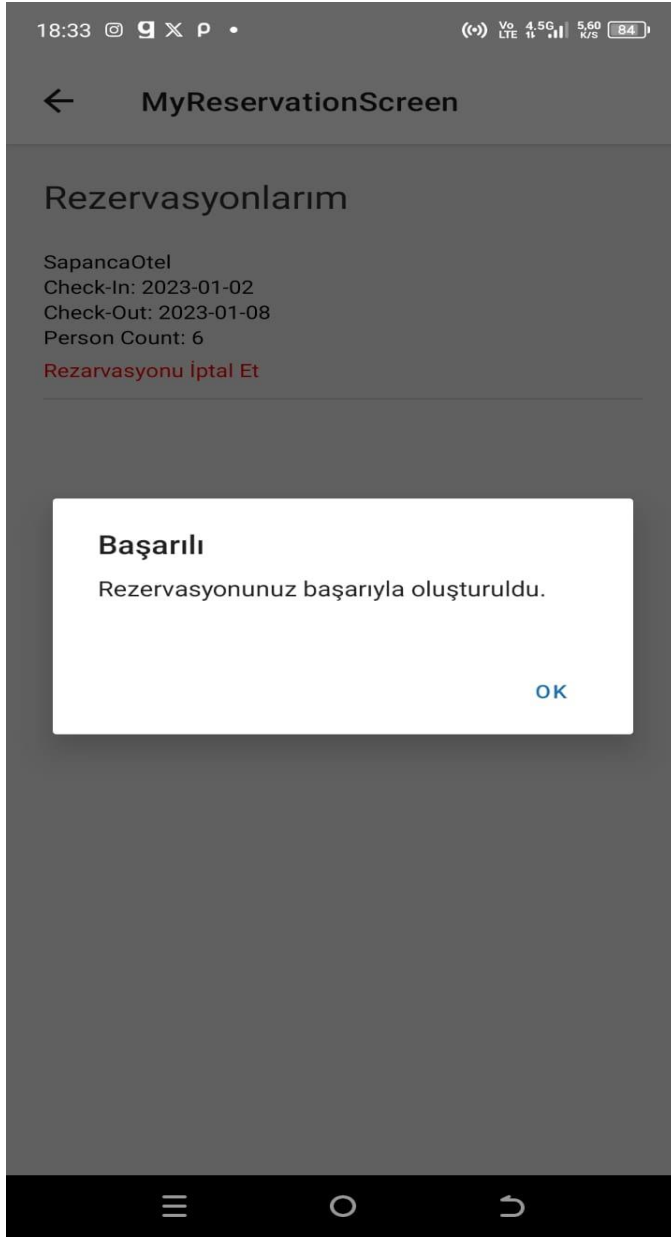 18:33
Vo LTE 4.5G 5,60 K/S 84
MyReservationScreen
Rezervasyonlarım
SapancaOtel
Check-In: 2023-01-02
Check-Out: 2023-01-08
Person Count: 6
Rezarvasyonu İptal Et
Başarılı
Rezervasyonunuz başarıyla oluşturuldu.
OK